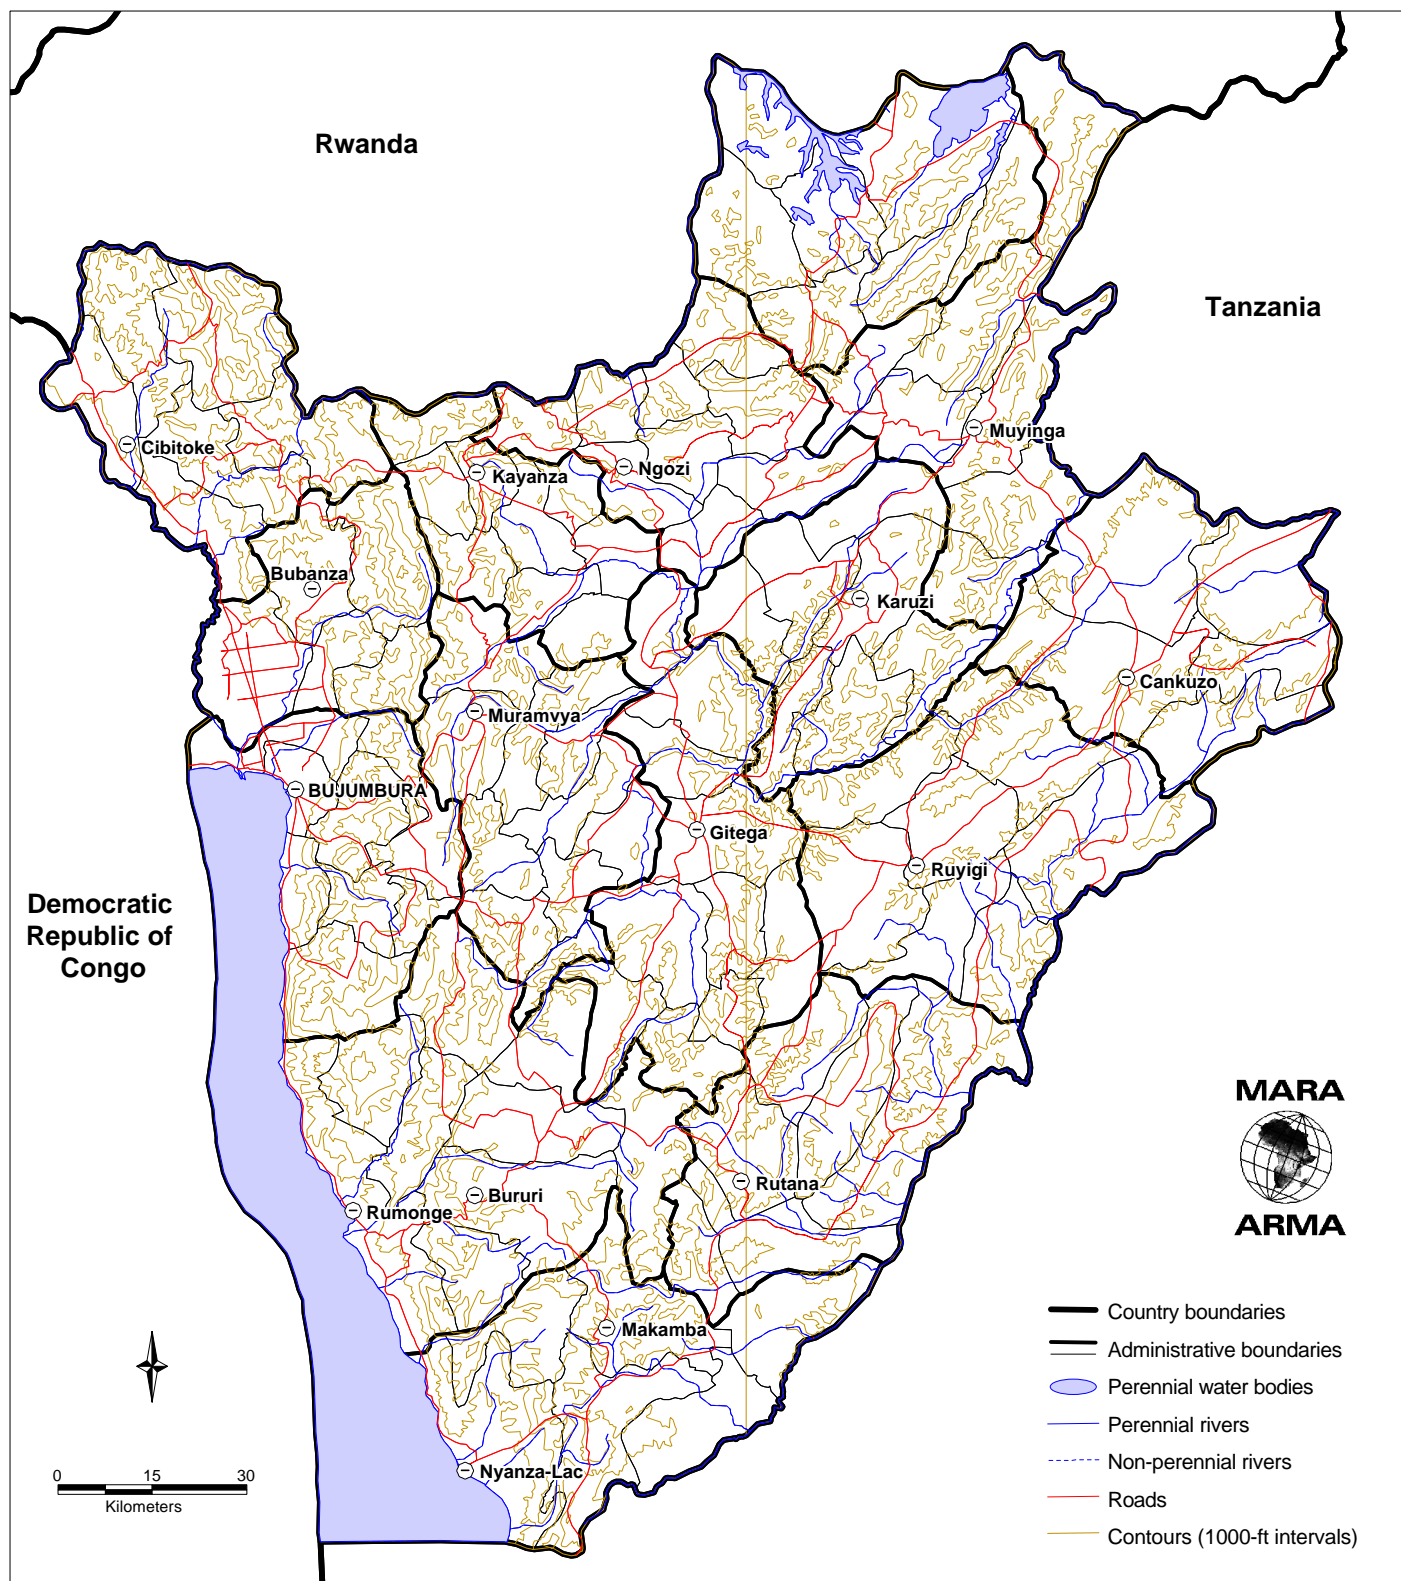 Rwanda
Tanzania
Cibitoke
Muyinga
Ngozi
Kayanza
Bubanza
Karuzi
Cankuzo
Muramvya
BUJUMBURA
Gitega
Ruyigi
Democratic
Republic of
Congo
MARA
ARMA
Rutana
Bururi
Rumonge
Makamba
Nyanza-Lac
Country boundaries
Administrative boundaries
Perennial water bodies
Perennial rivers
Non-perennial rivers
Roads
Contours (1000-ft intervals)
0 15 30
Kilometers